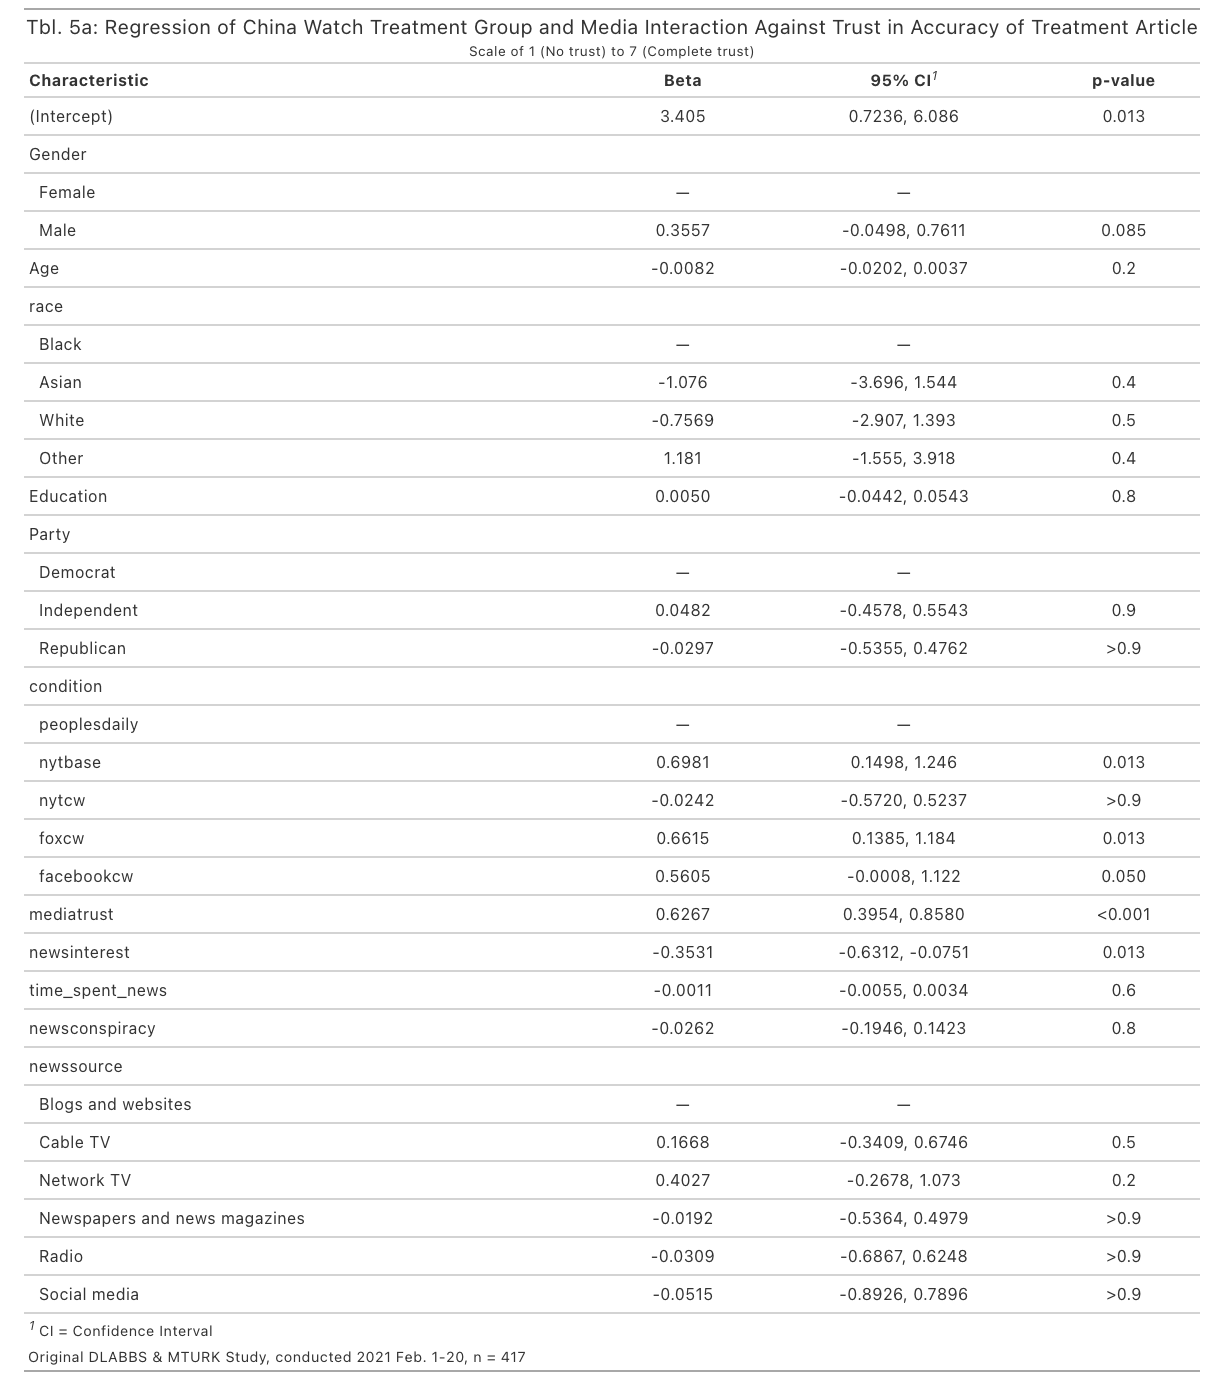 Tbl. 5a: Regression of China Watch Treatment Group and Media Interaction Against Trust in Accuracy of Treatment Article
Scale of 1 (No trust) to 7 (Complete trust)
Characteristic Beta 95% CI1 p-value
(Intercept) 3.405 0.7236, 6.086 0.013
Gender
Female — —
Male 0.3557 -0.0498, 0.7611 0.085
Age -0.0082 -0.0202, 0.0037 0.2
race
Black — —
Asian -1.076 -3.696, 1.544 0.4
White -0.7569 -2.907, 1.393 0.5
Other 1.181 -1.555, 3.918 0.4
Education 0.0050 -0.0442, 0.0543 0.8
Party
Democrat — —
Independent 0.0482 -0.4578, 0.5543 0.9
Republican -0.0297 -0.5355, 0.4762 >0.9
condition
peoplesdaily — —
nytbase 0.6981 0.1498, 1.246 0.013
nytcw -0.0242 -0.5720, 0.5237 >0.9
foxcw 0.6615 0.1385, 1.184 0.013
facebookcw 0.5605 -0.0008, 1.122 0.050
mediatrust 0.6267 0.3954, 0.8580 <0.001
newsinterest -0.3531 -0.6312, -0.0751 0.013
time_spent_news -0.0011 -0.0055, 0.0034 0.6
newsconspiracy -0.0262 -0.1946, 0.1423 0.8
newssource
Blogs and websites — —
Cable TV 0.1668 -0.3409, 0.6746 0.5
Network TV 0.4027 -0.2678, 1.073 0.2
Newspapers and news magazines -0.0192 -0.5364, 0.4979 >0.9
Radio -0.0309 -0.6867, 0.6248 >0.9
Social media -0.0515 -0.8926, 0.7896 >0.9
1 CI = Confidence Interval
Original DLABBS & MTURK Study, conducted 2021 Feb. 1-20, n = 417